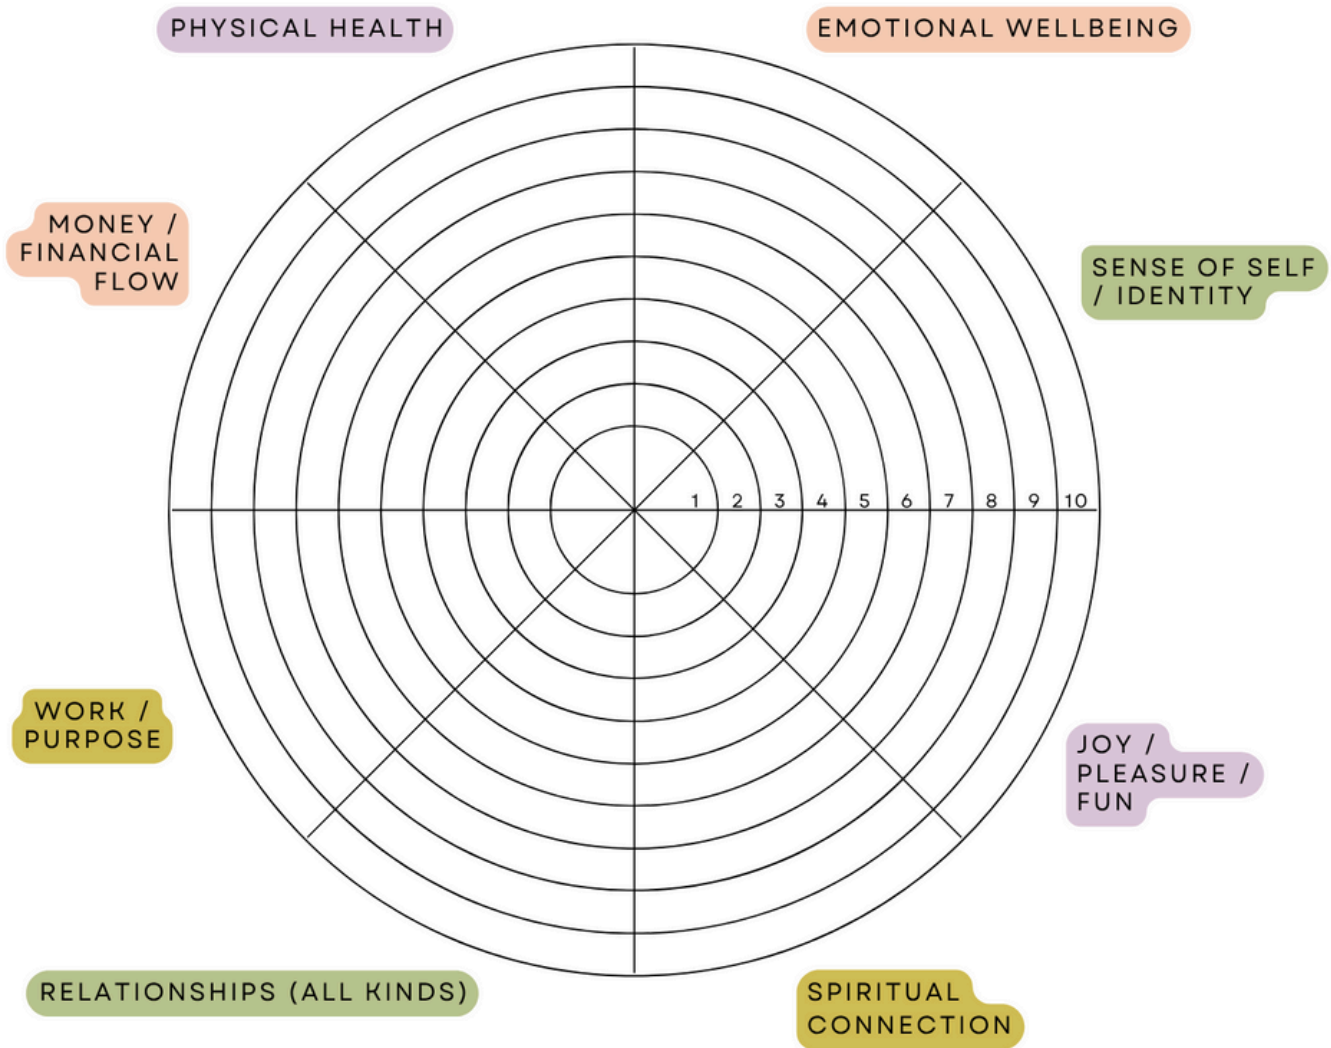 PHYSICAL HEALTH
EMOTIONAL WELLBEING
MONEY /
FINANCIAL
FLOW
SENSE OF SELF
/ IDENTITY
1 2 3 4 5 6 7 8 9 10
WORK /
PURPOSE
JOY /
PLEASURE /
FUN
RELATIONSHIPS (ALL KINDS)
SPIRITUAL
CONNECTION